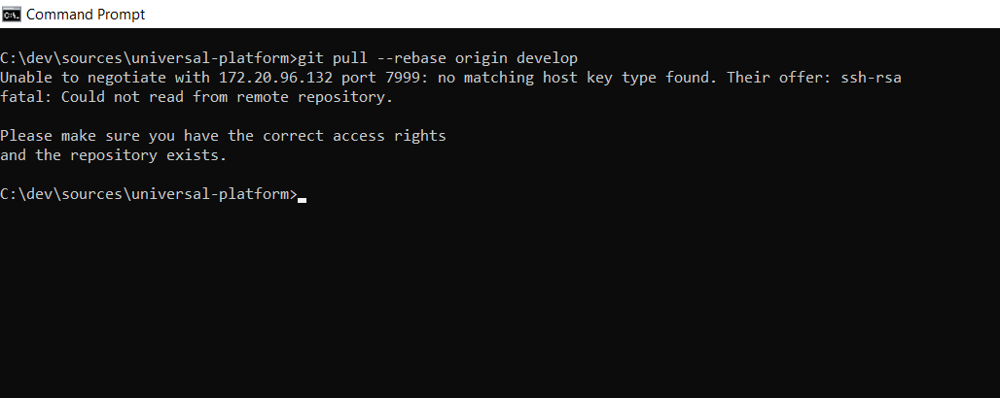 Command Prompt
C:\dev\sources\universal-platform>git pull --rebase origin develop
Unable to negotiate with 172.20.96.132 port 7999: no matching host key type found. Their offer: ssh-rsa
fatal: Could not read from remote repository.
Please make sure you have the correct access rights
and the repository exists.
C:\dev\sources\universal-platform>